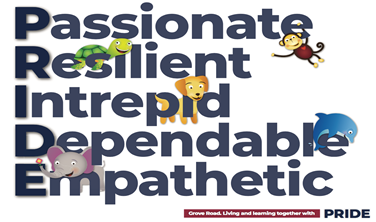 Passionate
Resilient
Intrepid
Dependable
Empathetic
Grove Road. Living and learning together with PRIDE